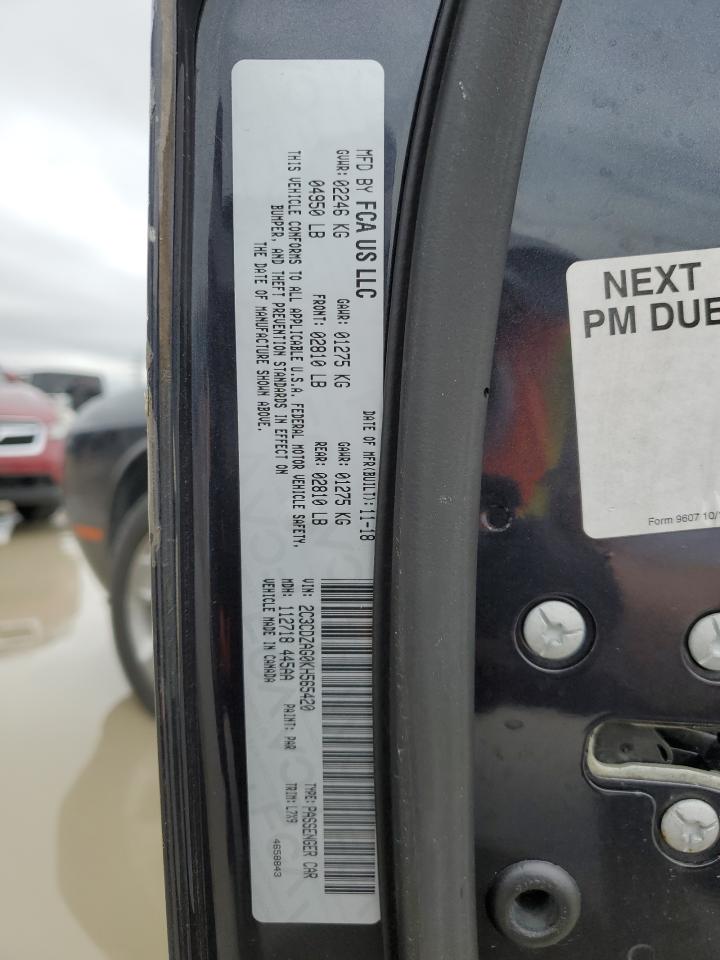 MFD BY FCA US LLC
DATE OF MFR(BUILT): 11-18
GVWR: 02246 KG
GAWR: 01275 KG
GAWR: 01275 KG
04950 LB
FRONT: 02810 LB
REAR: 02810 LB
THIS VEHICLE CONFORMS TO ALL APPLICABLE U.S.A. FEDERAL MOTOR VEHICLE SAFETY,
BUMPER, AND THEFT PREVENTION STANDARDS IN EFFECT ON
THE DATE OF MANUFACTURE SHOWN ABOVE.
VIN: 2C3CDZAG0KH565420
TYPE: PASSENGER CAR
MDH: 112718 445AA
PAINT: PAR
TRIM: L7X9
VEHICLE MADE IN CANADA
4658843
NEXT
PM DUE
Form 9607 10/